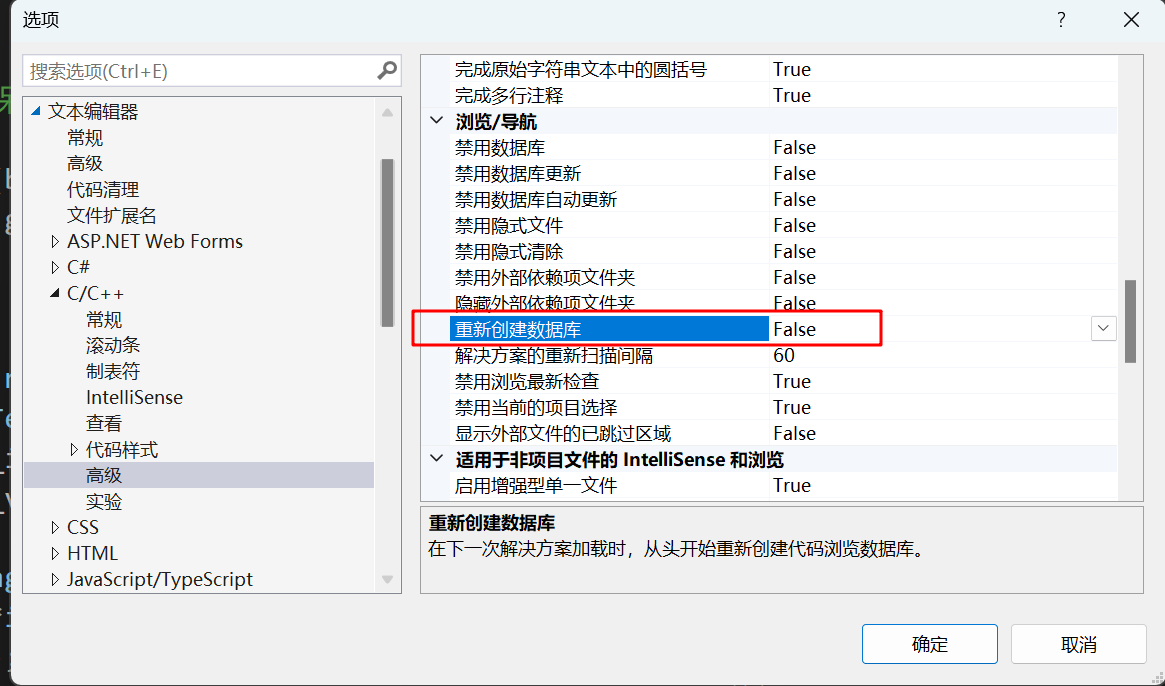 选项
?
搜索选项(Ctrl+E)
文本编辑器
常规
高级
代码清理
文件扩展名
ASP.NET Web Forms
C#
C/C++
常规
滚动条
制表符
IntelliSense
查看
代码样式
高级
实验
CSS
HTML
JavaScript/TypeScript
完成原始字符串文本中的圆括号 True
完成多行注释 True
浏览/导航
禁用数据库 False
禁用数据库更新 False
禁用数据库自动更新 False
禁用隐式文件 False
禁用隐式清除 False
禁用外部依赖项文件夹 False
隐藏外部依赖项文件夹 False
重新创建数据库 False
解决方案的重新扫描间隔 60
禁用浏览最新检查 True
禁用当前的项目选择 True
显示外部文件的已跳过区域 False
适用于非项目文件的 IntelliSense 和浏览
启用增强型单一文件 True
重新创建数据库
在下一次解决方案加载时，从头开始重新创建代码浏览数据库。
确定
取消